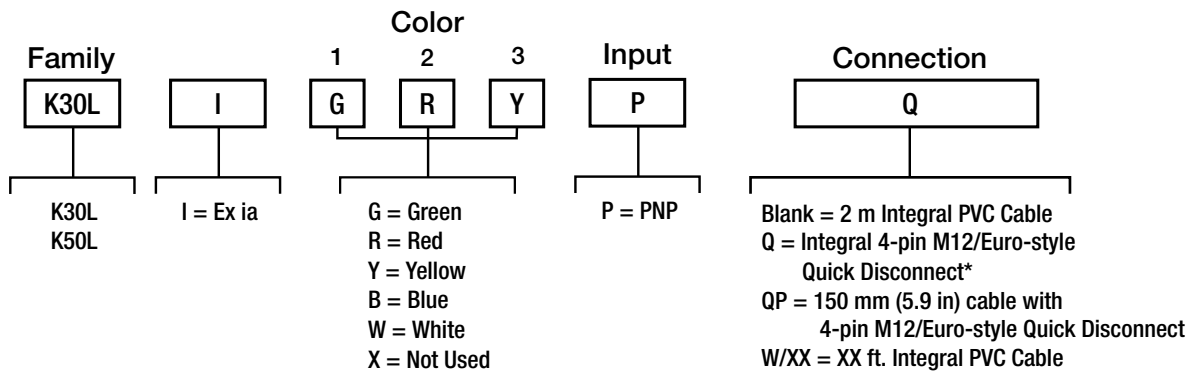 Color
Family 1 2 3 Input Connection
K30L I G R Y P Q
K30L
K50L
I = Ex ia
G = Green
R = Red
Y = Yellow
B = Blue
W = White
X = Not Used
P = PNP
Blank = 2 m Integral PVC Cable
Q = Integral 4-pin M12/Euro-style
Quick Disconnect*
QP = 150 mm (5.9 in) cable with
4-pin M12/Euro-style Quick Disconnect
W/XX = XX ft. Integral PVC Cable